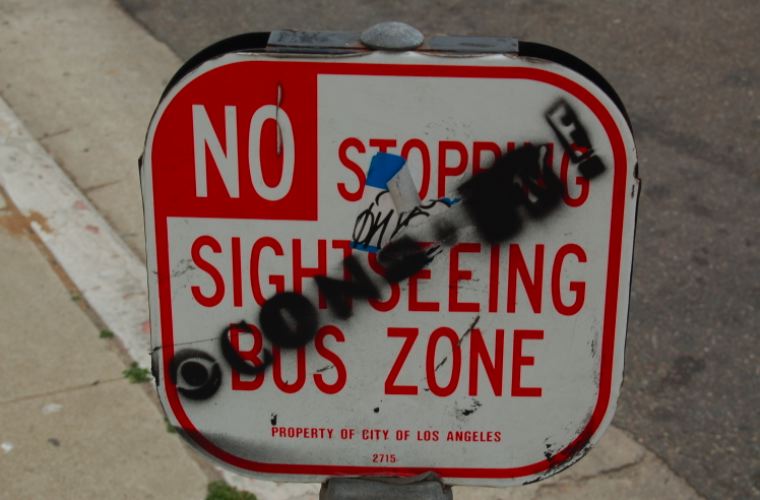 NO STOPPING
SIGHTSEEING
BUS ZONE
PROPERTY OF CITY OF LOS ANGELES
2715